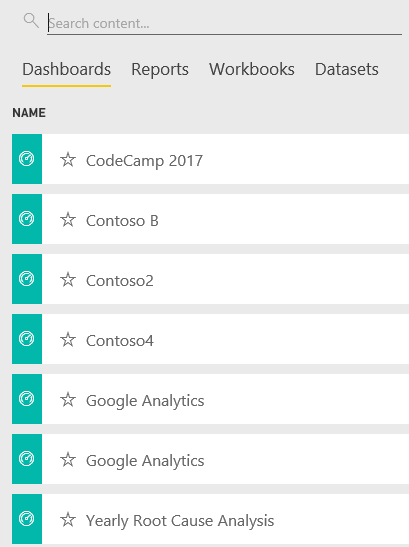 Search content...
Dashboards Reports Workbooks Datasets
NAME
CodeCamp 2017
Contoso B
Contoso2
Contoso4
Google Analytics
Google Analytics
Yearly Root Cause Analysis